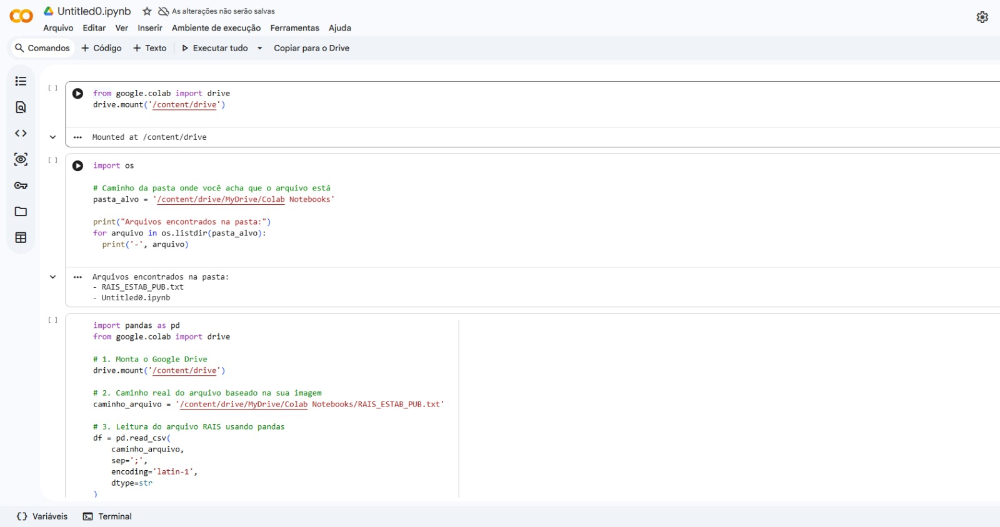 Untitled0.ipynb As alterações não serão salvas
Arquivo Editar Ver Inserir Ambiente de execução Ferramentas Ajuda
Comandos + Código + Texto Executar tudo Copiar para o Drive
[ ]
from google.colab import drive
drive.mount('/content/drive')
Mounted at /content/drive
[ ]
import os
# Caminho da pasta onde você acha que o arquivo está
pasta_alvo = '/content/drive/MyDrive/Colab Notebooks'
print("Arquivos encontrados na pasta:")
for arquivo in os.listdir(pasta_alvo):
  print('-', arquivo)
Arquivos encontrados na pasta:
- RAIS_ESTAB_PUB.txt
- Untitled0.ipynb
[ ]
import pandas as pd
from google.colab import drive
# 1. Monta o Google Drive
drive.mount('/content/drive')
# 2. Caminho real do arquivo baseado na sua imagem
caminho_arquivo = '/content/drive/MyDrive/Colab Notebooks/RAIS_ESTAB_PUB.txt'
# 3. Leitura do arquivo RAIS usando pandas
df = pd.read_csv(
    caminho_arquivo,
    sep=';',
    encoding='latin-1',
    dtype=str
)
Variáveis Terminal